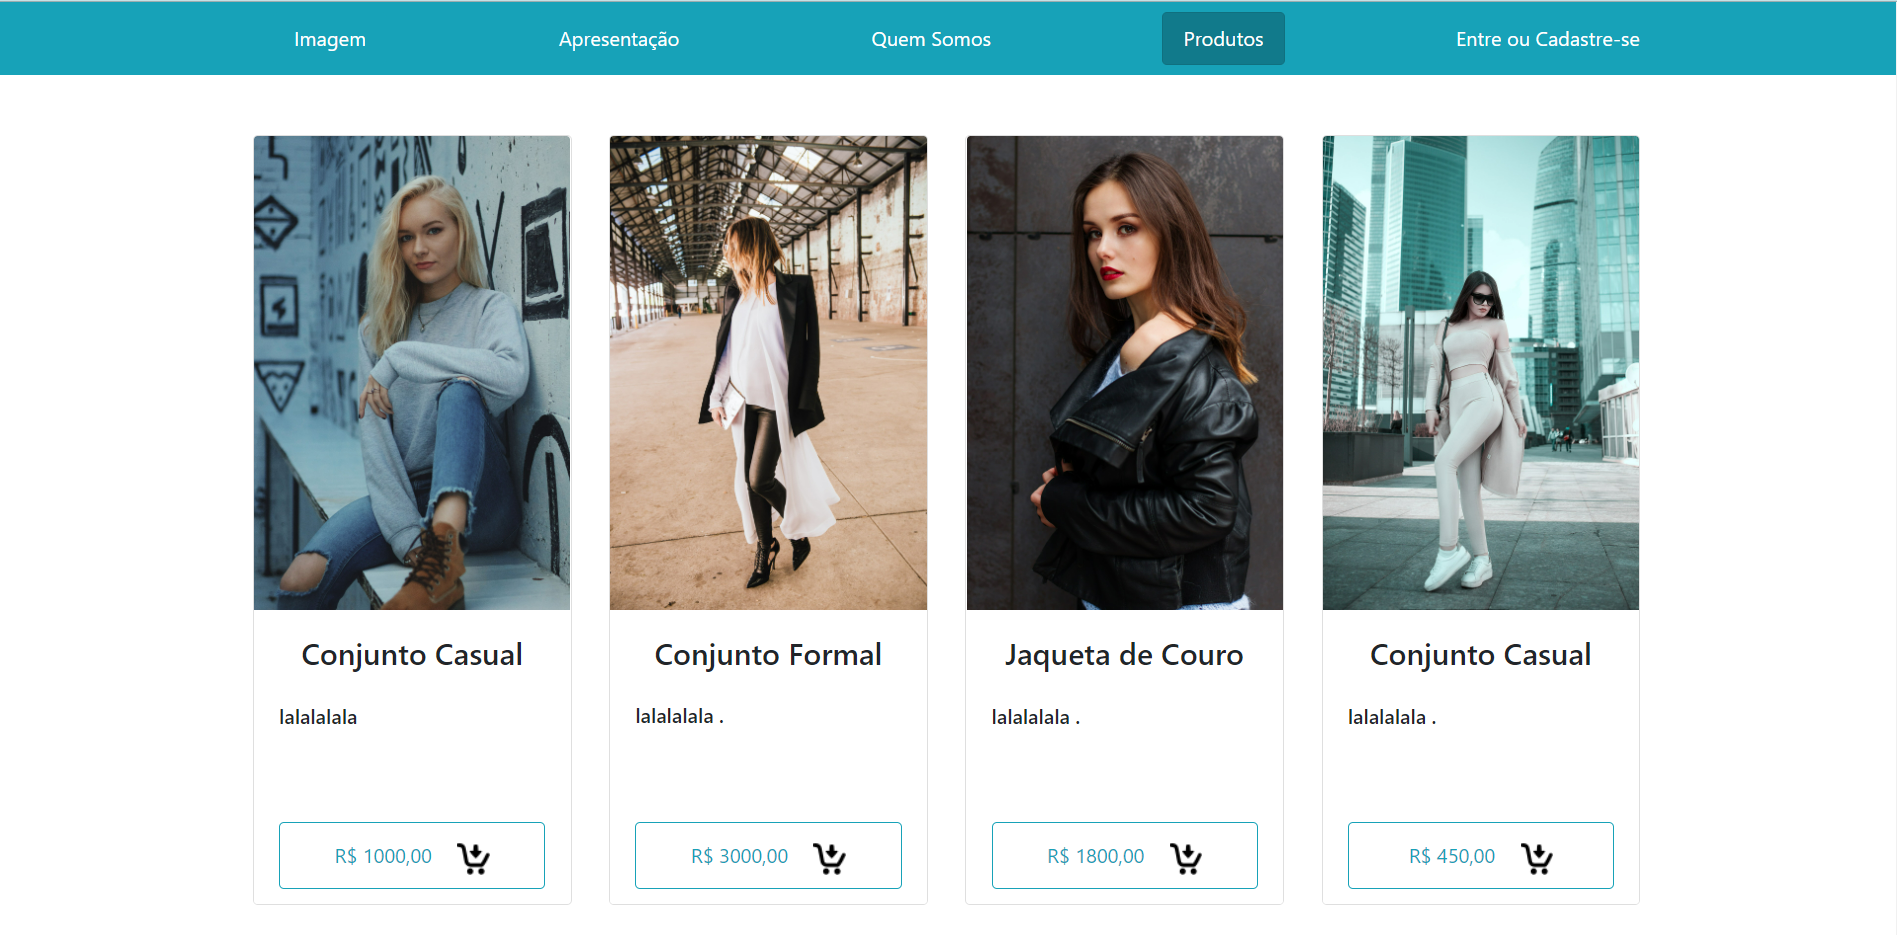 Imagem Apresentação Quem Somos Produtos Entre ou Cadastre-se
Conjunto Casual
lalalalala
R$ 1000,00
Conjunto Formal
lalalalala .
R$ 3000,00
Jaqueta de Couro
lalalalala .
R$ 1800,00
Conjunto Casual
lalalalala .
R$ 450,00